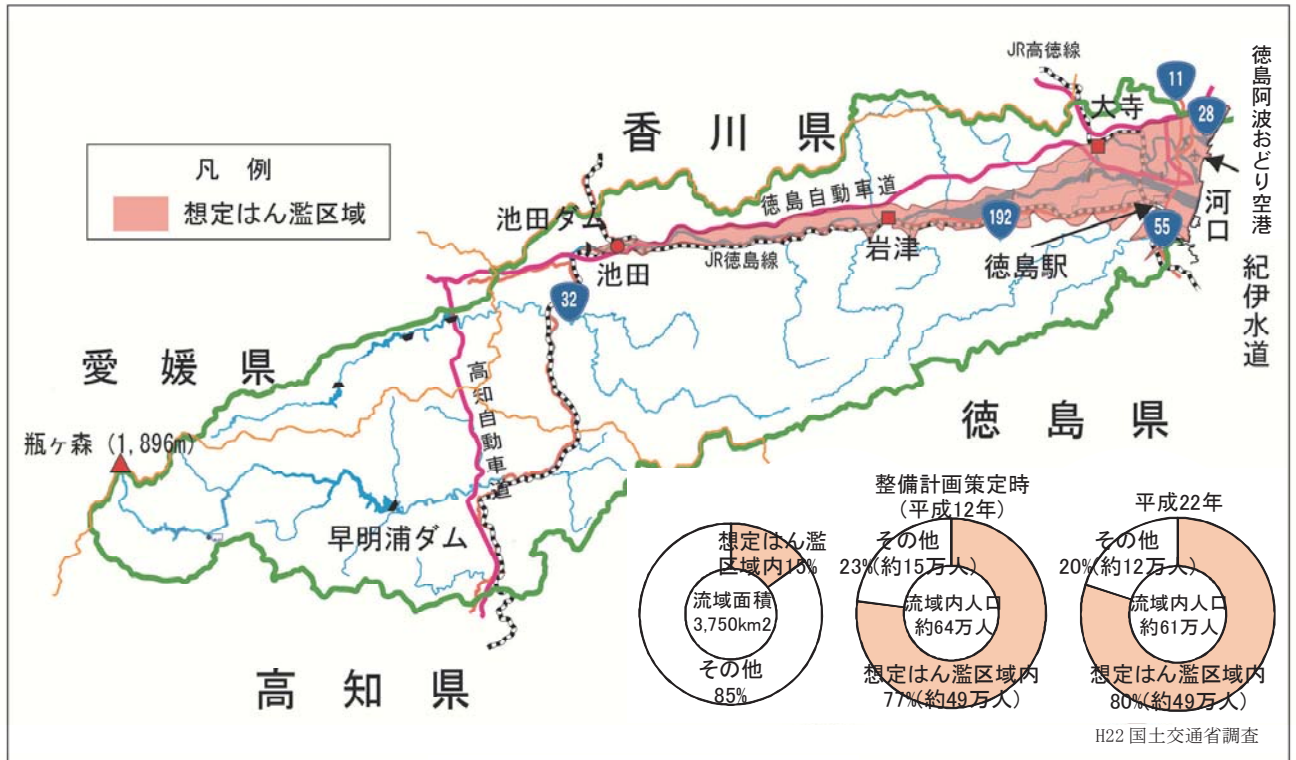 JR高徳線
徳島阿波おどり空港
11
大寺
28
香 川 県
凡 例
想定はん濫区域
徳島自動車道
池田ダム
河口
192
55
岩津
JR徳島線
池田
徳島駅
紀伊水道
32
愛 媛 県
高知自動車道
徳 島 県
瓶ヶ森 (1,896m)
早明浦ダム
高 知 県
想定はん濫
区域内15%
流域面積
3,750km2
その他
85%
整備計画策定時
(平成12年)
その他
23%(約15万人)
流域内人口
約64万人
想定はん濫区域内
77%(約49万人)
平成22年
その他
20%(約12万人)
流域内人口
約61万人
想定はん濫区域内
80%(約49万人)
H22 国土交通省調査